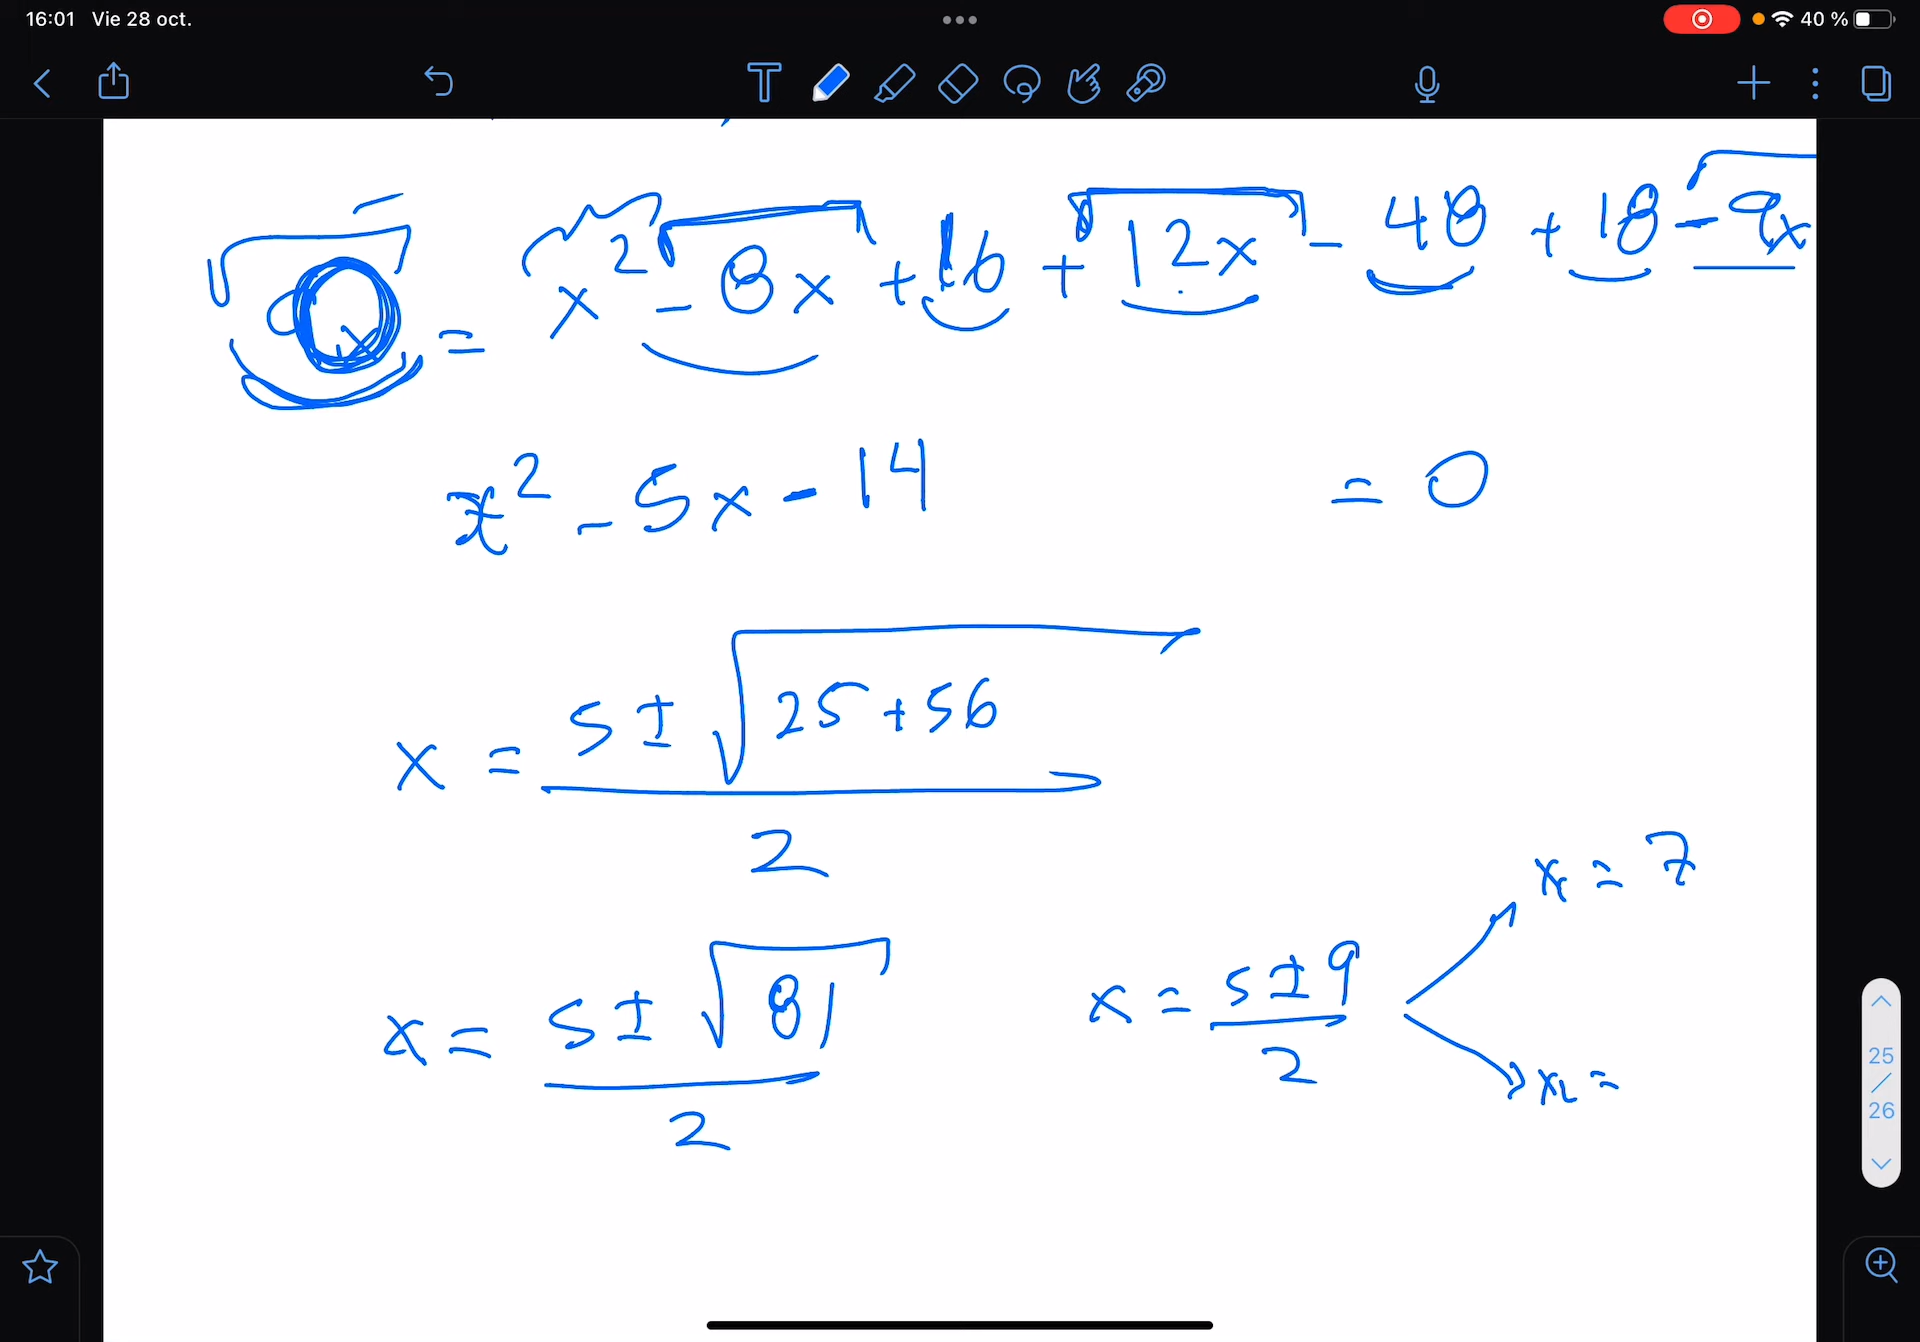 16:01 Vie 28 oct.
40 %
= x² - 8x + 16 + 12x - 48 + 18 - 9x
x² - 5x - 14 = 0
x = (5 ± √(25 + 56)) / 2
x = (5 ± √81) / 2
x = (5 ± 9) / 2
x₁ = 7
x₂ =
25 / 26